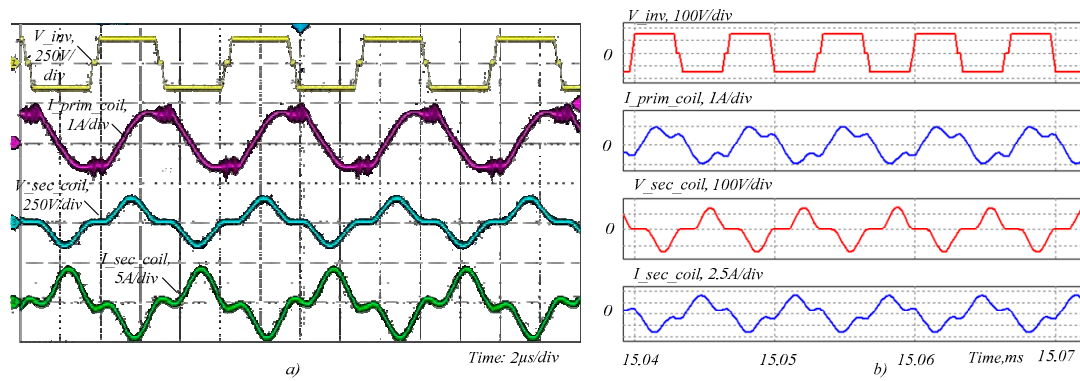 V_inv,
250V/
div
I_prim_coil,
1A/div
V_sec_coil,
250V/div
I_sec_coil,
5A/div
Time: 2μs/div
a)
V_inv, 100V/div
0
I_prim_coil, 1A/div
0
V_sec_coil, 100V/div
0
I_sec_coil, 2.5A/div
0
15.04 15.05 15.06 Time,ms 15.07
b)